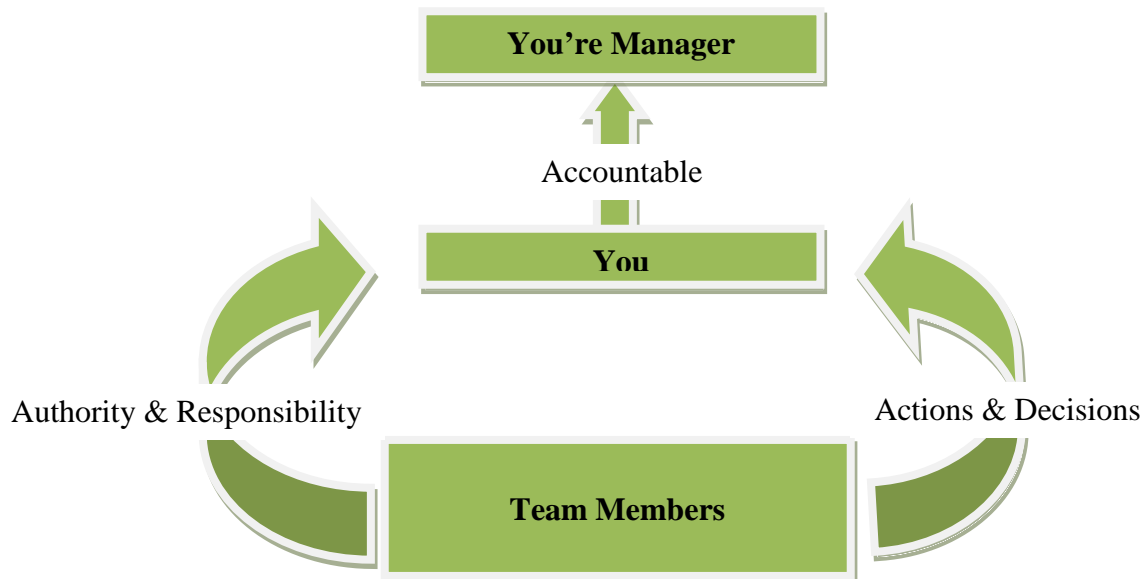 You’re Manager
Accountable
You
Authority & Responsibility
Actions & Decisions
Team Members